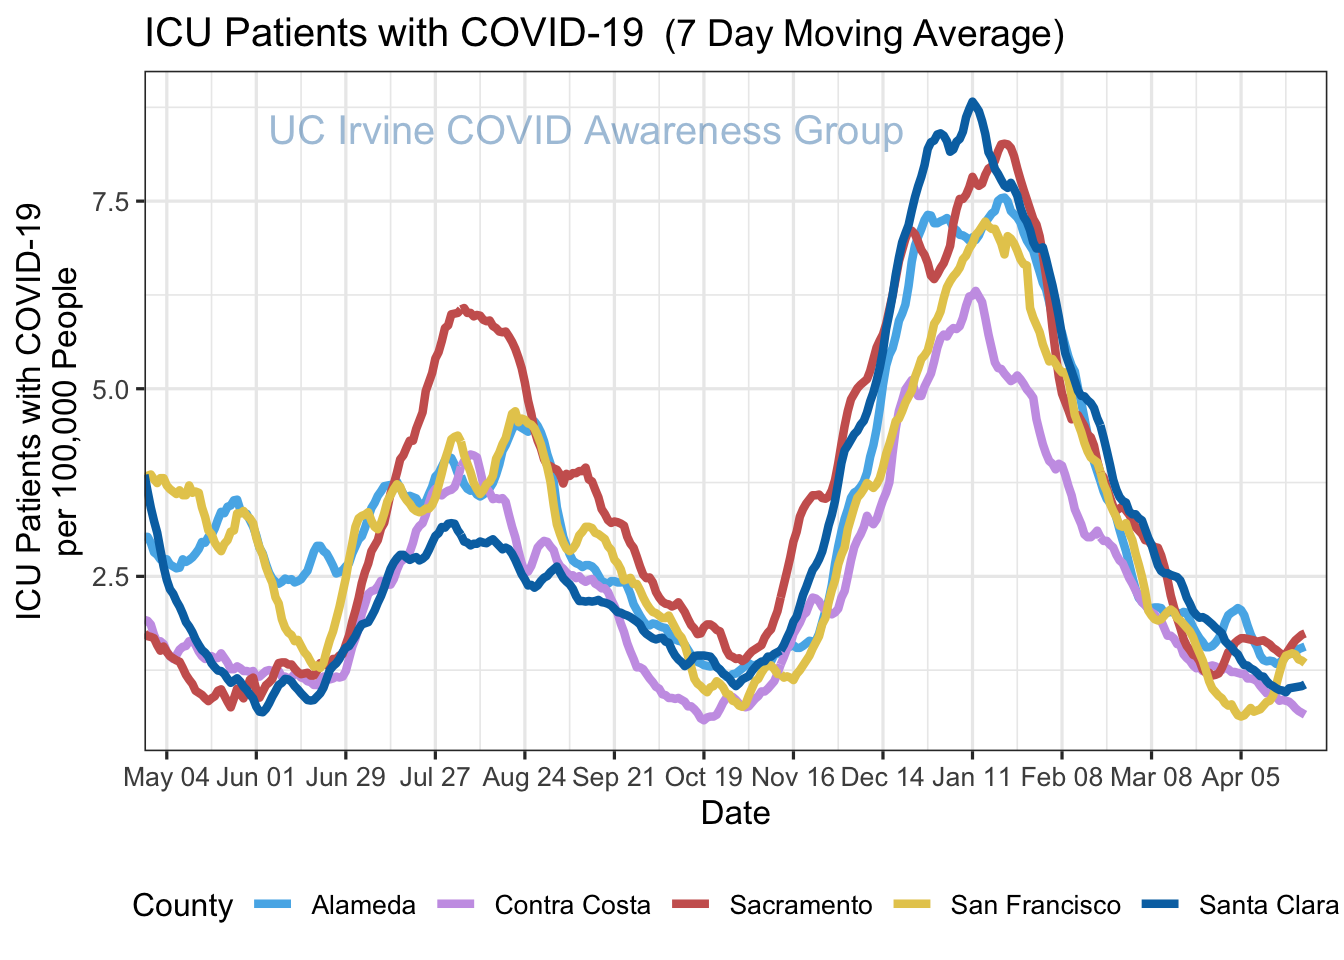 ICU Patients with COVID-19 (7 Day Moving Average)
UC Irvine COVID Awareness Group
ICU Patients with COVID-19
per 100,000 People
7.5
5.0
2.5
May 04 Jun 01 Jun 29 Jul 27 Aug 24 Sep 21 Oct 19 Nov 16 Dec 14 Jan 11 Feb 08 Mar 08 Apr 05
Date
County Alameda Contra Costa Sacramento San Francisco Santa Clara